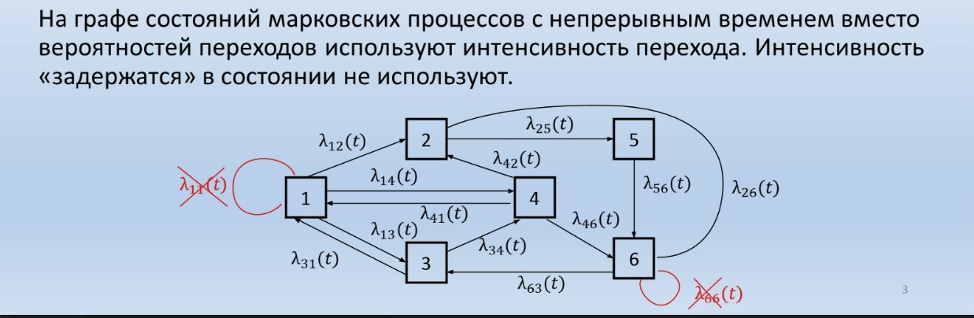 На графе состояний марковских процессов с непрерывным временем вместо
вероятностей переходов используют интенсивность перехода. Интенсивность
«задержатся» в состоянии не используют.
λ₁₂(t)
2
λ₂₅(t)
5
λ₄₂(t)
λ₁₁(t)
1
λ₁₄(t)
4
λ₅₆(t)
λ₂₆(t)
λ₄₁(t)
λ₄₆(t)
λ₁₃(t)
λ₃₁(t)
3
λ₃₄(t)
6
λ₆₃(t)
λ₆₆(t)
3